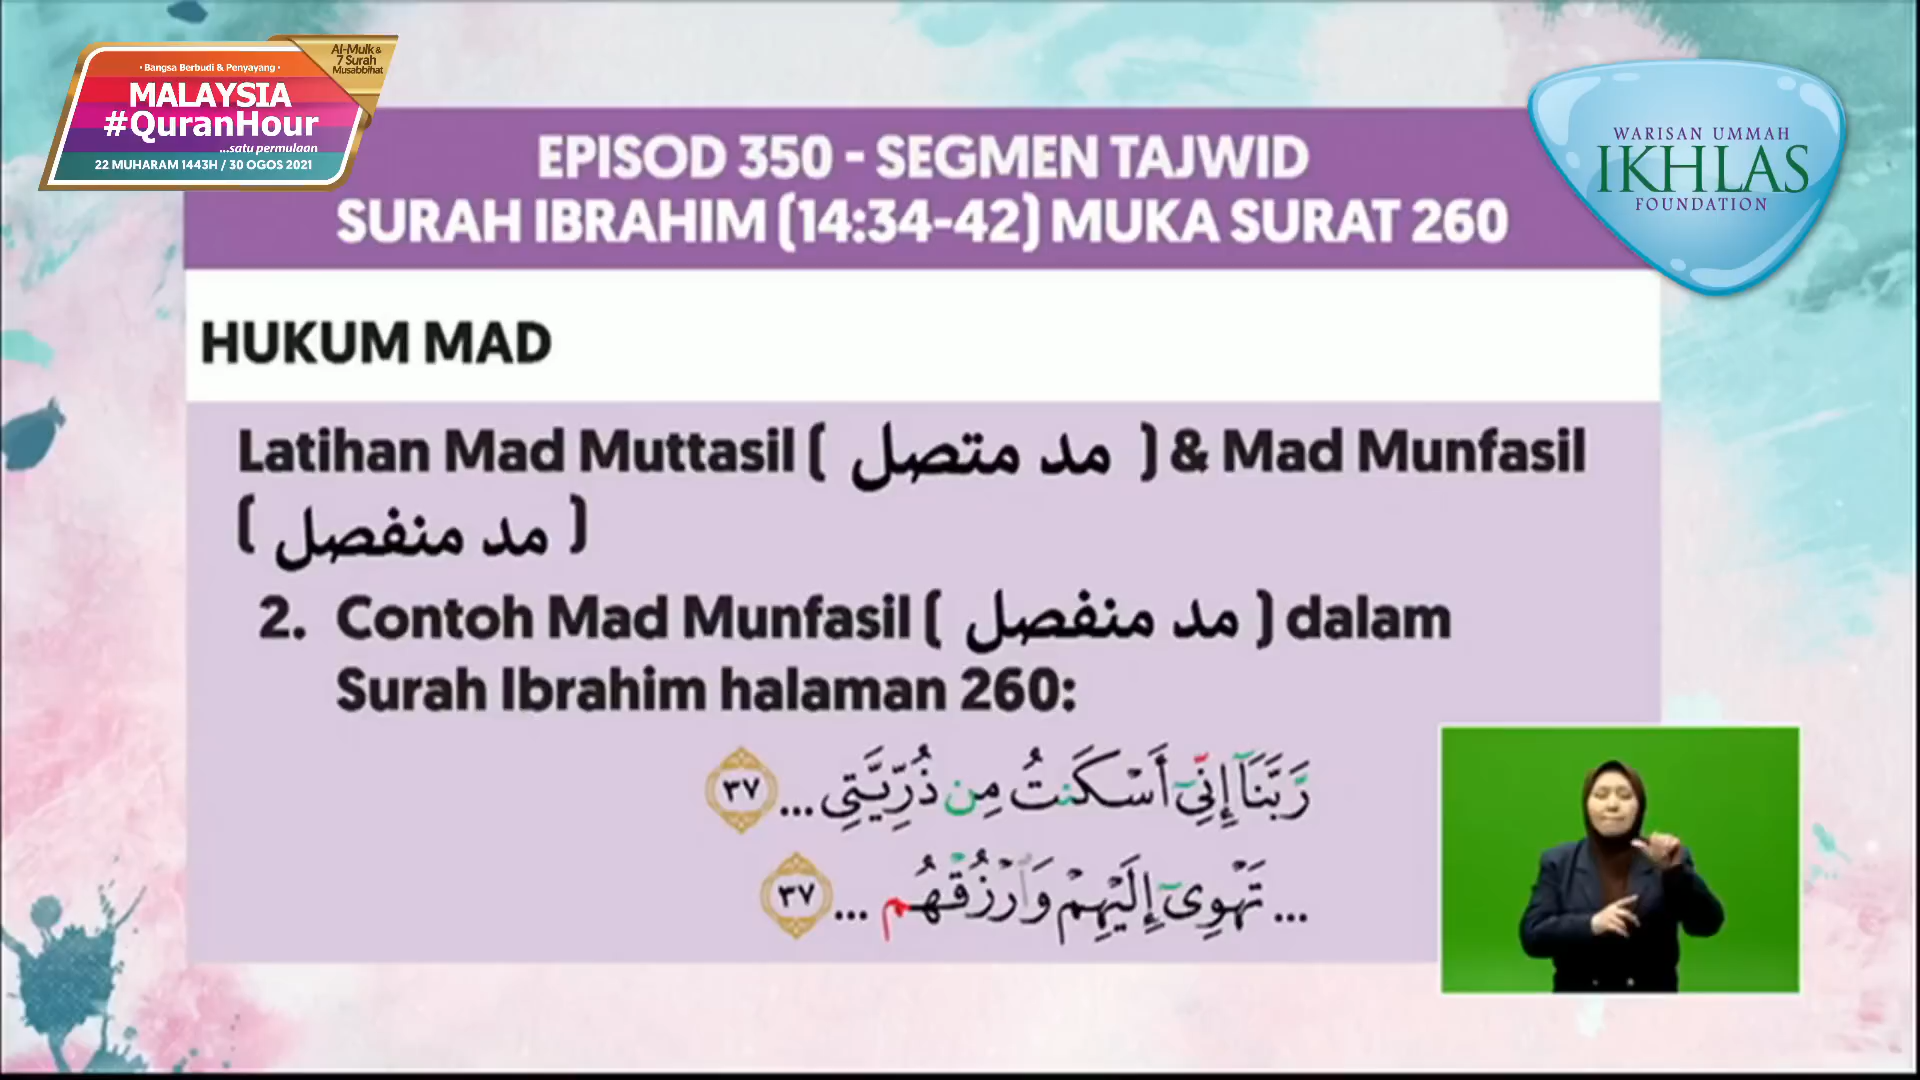 Al-Mulk &
7 Surah
Musabbihat
• Bangsa Berbudi & Penyayang •
MALAYSIA
#QuranHour
...satu permulaan
22 MUHARAM 1443H / 30 OGOS 2021
WARISAN UMMAH
IKHLAS
FOUNDATION
EPISOD 350 - SEGMEN TAJWID
SURAH IBRAHIM (14:34-42) MUKA SURAT 260
HUKUM MAD
Latihan Mad Muttasil ( مد متصل ) & Mad Munfasil
( مد منفصل )
2. Contoh Mad Munfasil ( مد منفصل ) dalam
Surah Ibrahim halaman 260:
رَّبَّنَآ إِنِّىٓ أَسْكَنتُ مِن ذُرِّيَّتِى ... ٣٧
... تَهْوِىٓ إِلَيْهِمْ وَٱرْزُقْهُم ... ٣٧